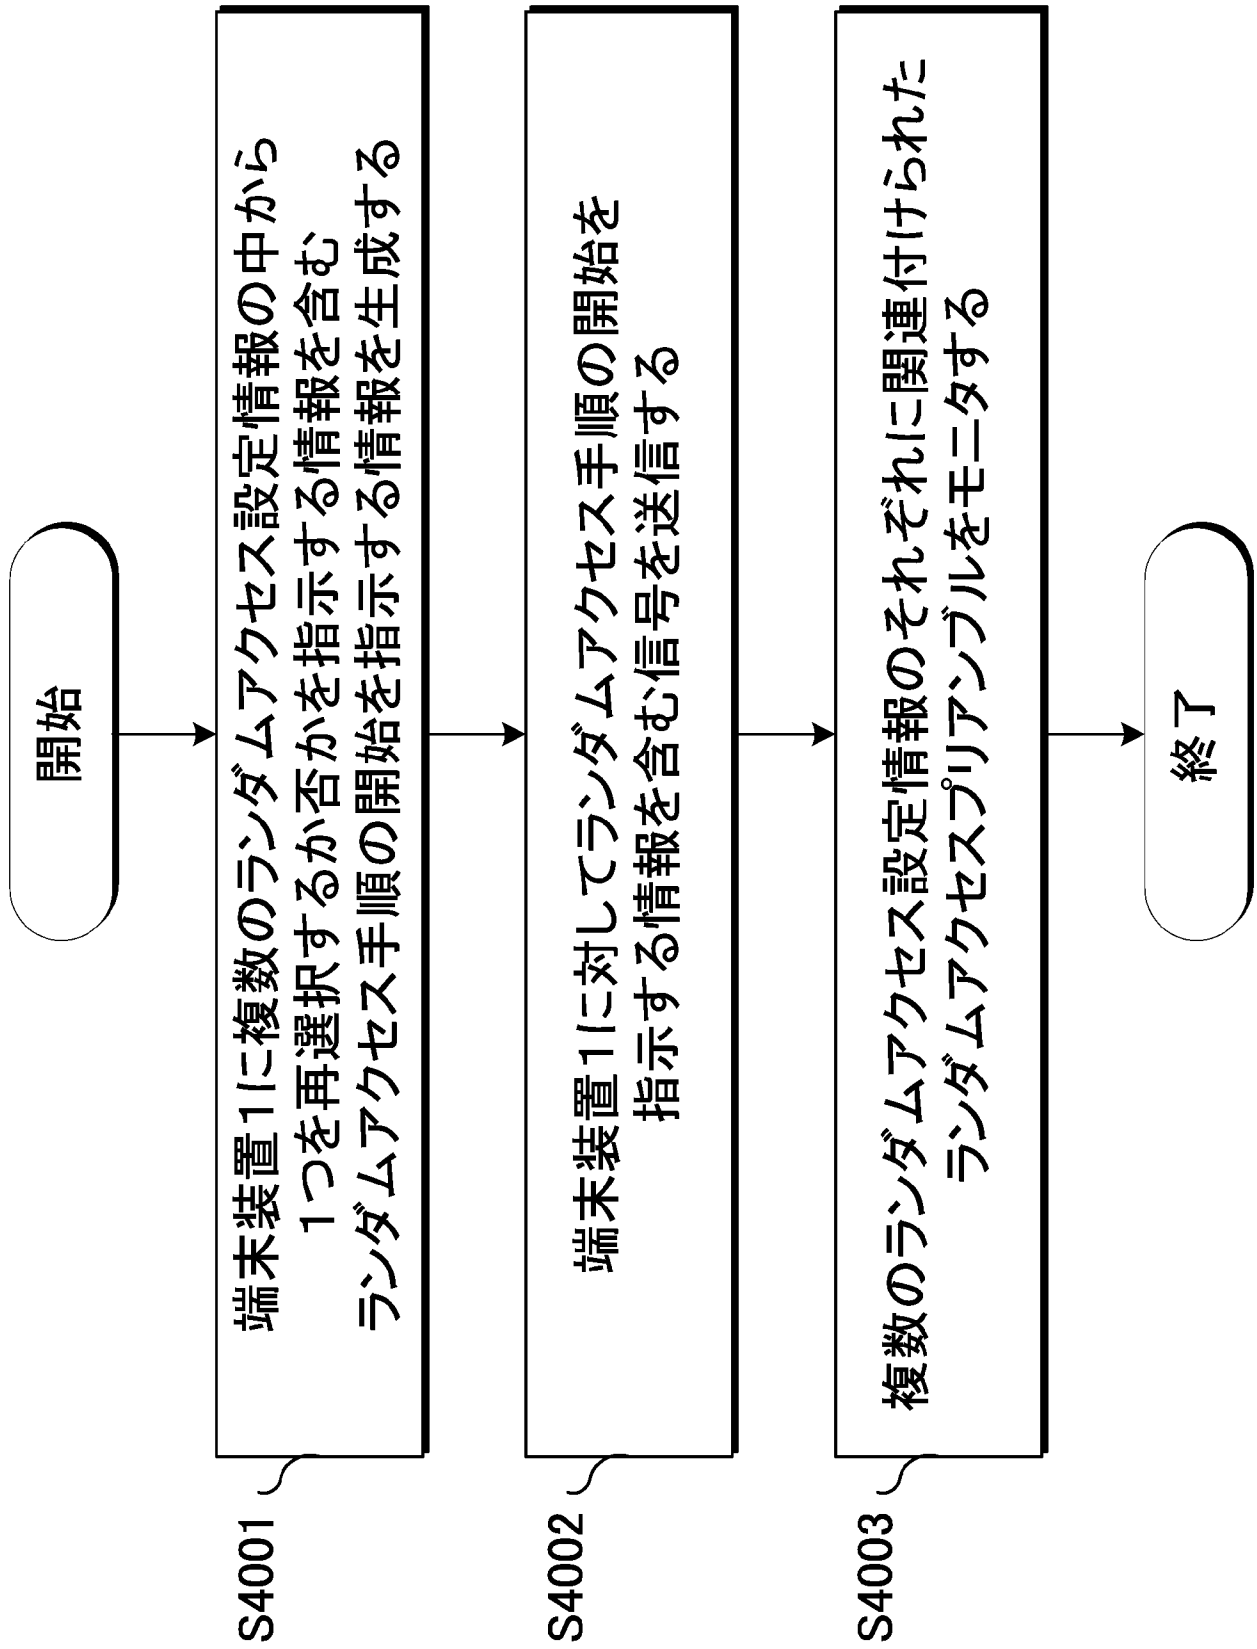 開始
S4001
端末装置1に複数のランダムアクセス設定情報の中から
1つを再選択するか否かを指示する情報を含む
ランダムアクセス手順の開始を指示する情報を生成する
S4002
端末装置1に対してランダムアクセス手順の開始を
指示する情報を含む信号を送信する
S4003
複数のランダムアクセス設定情報のそれぞれに関連付けられた
ランダムアクセスプリアンブルをモニタする
終了